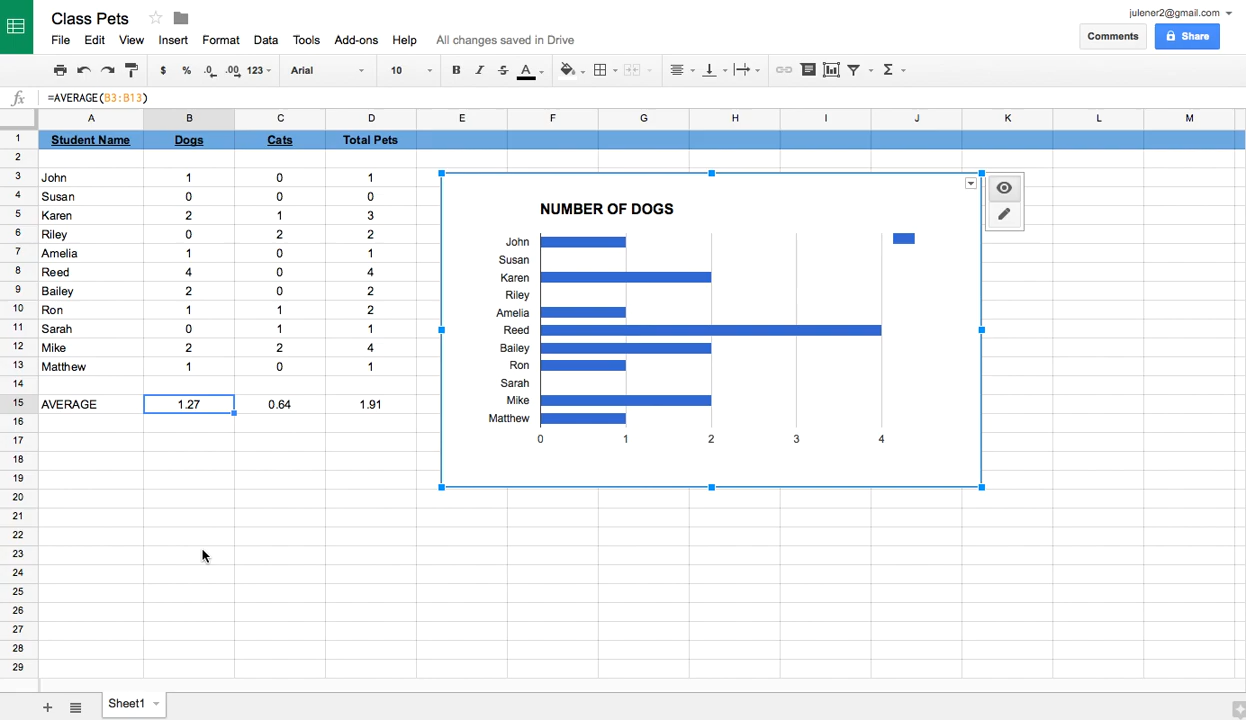 Class Pets
julener2@gmail.com
File Edit View Insert Format Data Tools Add-ons Help All changes saved in Drive
Comments Share
$ % .0 .00 123 Arial 10 B I S A Σ
fx =AVERAGE(B3:B13)
A B C D E F G H I J K L M
1 Student Name Dogs Cats Total Pets
2
3 John 1 0 1
4 Susan 0 0 0
5 Karen 2 1 3
6 Riley 0 2 2
7 Amelia 1 0 1
8 Reed 4 0 4
9 Bailey 2 0 2
10 Ron 1 1 2
11 Sarah 0 1 1
12 Mike 2 2 4
13 Matthew 1 0 1
14
15 AVERAGE 1.27 0.64 1.91
16
17
18
19
20
21
22
23
24
25
26
27
28
29
NUMBER OF DOGS
John
Susan
Karen
Riley
Amelia
Reed
Bailey
Ron
Sarah
Mike
Matthew
0 1 2 3 4
Sheet1